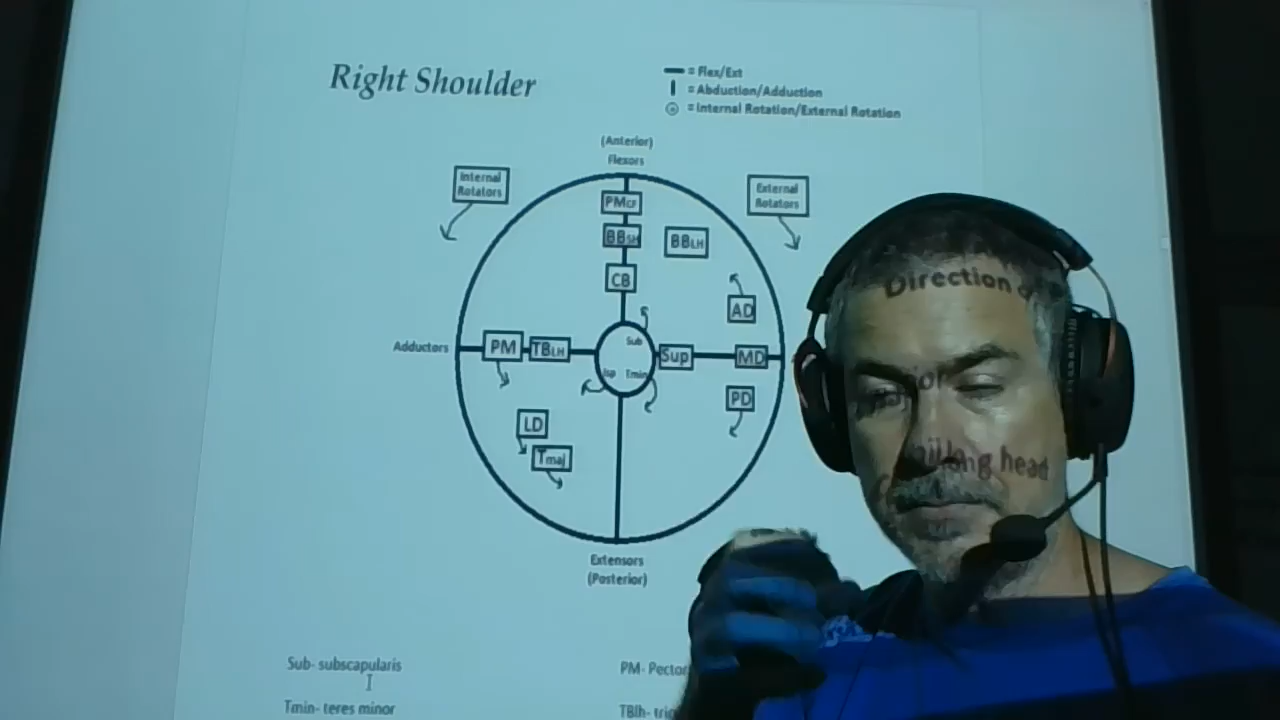 Right Shoulder
= Flex/Ext
= Abduction/Adduction
= Internal Rotation/External Rotation
(Anterior)
Flexors
Internal
Rotators
External
Rotators
PMCF
BBSH
BBLH
CB
AD
Sub
Adductors
PM
TBLH
Sup
MD
Isp
Tmin
PD
LD
Tmaj
Extensors
(Posterior)
Direction
long head
Sub- subscapularis
PM- Pector
Tmin- teres minor